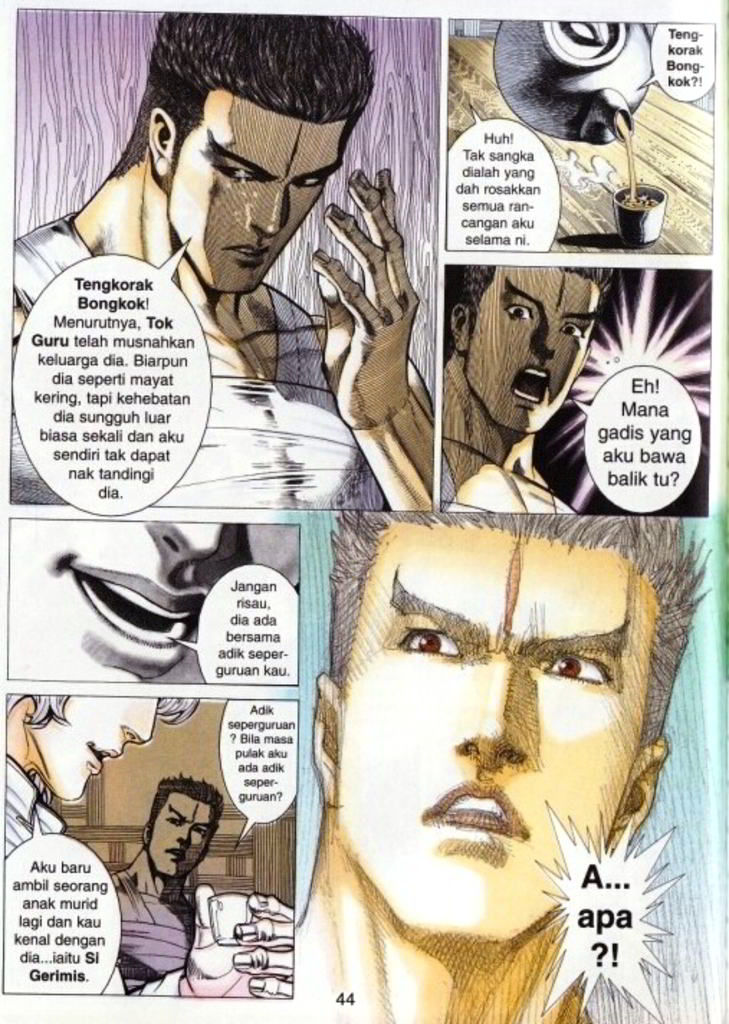 Tengkorak
Bongkok!
Menurutnya, Tok
Guru telah musnahkan
keluarga dia. Biarpun
dia seperti mayat
kering, tapi kehebatan
dia sungguh luar
biasa sekali dan aku
sendiri tak dapat
nak tandingi
dia.
Teng-
korak
Bong-
kok?!
Huh!
Tak sangka
dialah yang
dah rosakkan
semua ran-
cangan aku
selama ni.
Eh!
Mana
gadis yang
aku bawa
balik tu?
Jangan
risau,
dia ada
bersama
adik seper-
guruan kau.
Adik
seperguruan
? Bila masa
pulak aku
ada adik
seper-
guruan?
Aku baru
ambil seorang
anak murid
lagi dan kau
kenal dengan
dia...iaitu Si
Gerimis.
A...
apa
?!
44